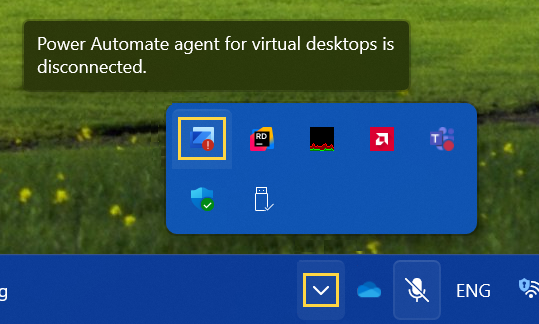 Power Automate agent for virtual desktops is
disconnected.
RD
T
g
ENG